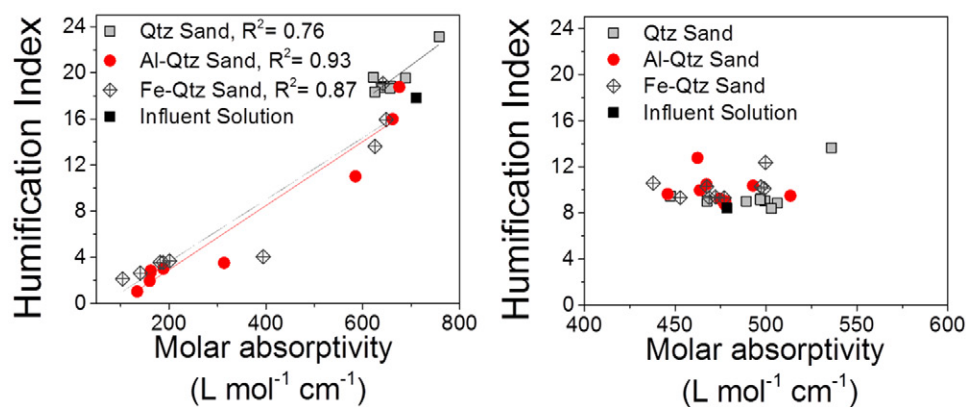 Humification Index
24
20
16
12
8
4
0
Qtz Sand, R²= 0.76
Al-Qtz Sand, R²= 0.93
Fe-Qtz Sand, R²= 0.87
Influent Solution
200 400 600 800
Molar absorptivity
(L mol⁻¹ cm⁻¹)
Humification Index
24
20
16
12
8
4
0
Qtz Sand
Al-Qtz Sand
Fe-Qtz Sand
Influent Solution
400 450 500 550 600
Molar absorptivity
(L mol⁻¹ cm⁻¹)